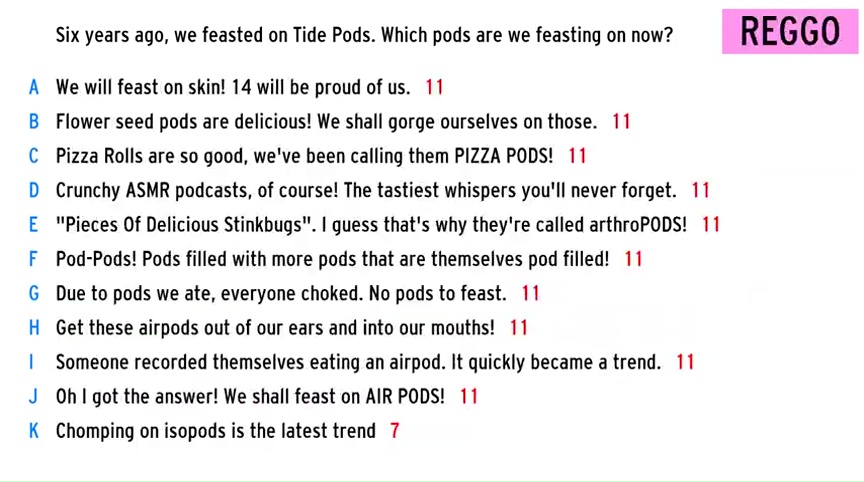 Six years ago, we feasted on Tide Pods. Which pods are we feasting on now?
REGGO
A We will feast on skin! 14 will be proud of us. 11
B Flower seed pods are delicious! We shall gorge ourselves on those. 11
C Pizza Rolls are so good, we've been calling them PIZZA PODS! 11
D Crunchy ASMR podcasts, of course! The tastiest whispers you'll never forget. 11
E "Pieces Of Delicious Stinkbugs". I guess that's why they're called arthroPODS! 11
F Pod-Pods! Pods filled with more pods that are themselves pod filled! 11
G Due to pods we ate, everyone choked. No pods to feast. 11
H Get these airpods out of our ears and into our mouths! 11
I Someone recorded themselves eating an airpod. It quickly became a trend. 11
J Oh I got the answer! We shall feast on AIR PODS! 11
K Chomping on isopods is the latest trend 7